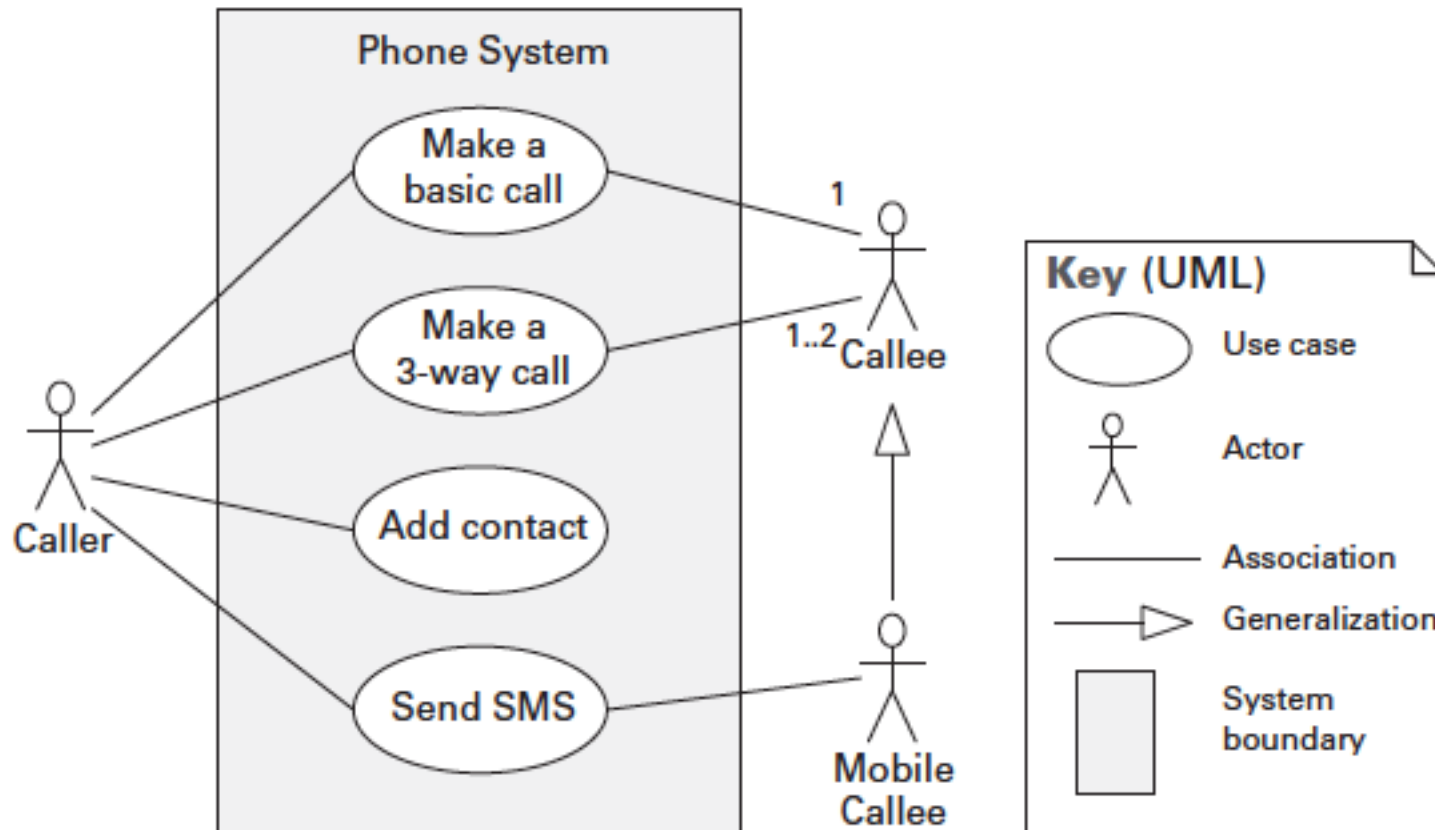 Phone System
Make a
basic call
1
Make a
3-way call
1..2
Callee
Caller
Add contact
Send SMS
Mobile
Callee
Key (UML)
Use case
Actor
Association
Generalization
System
boundary